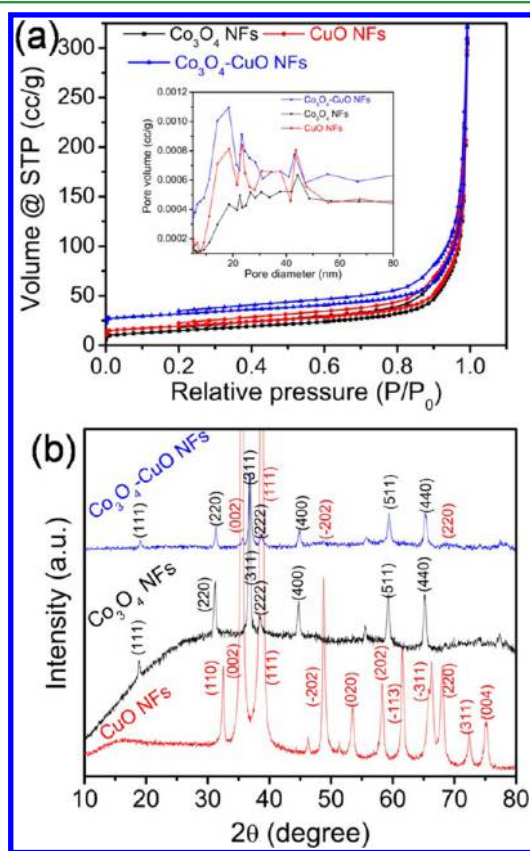 (a)
Co₃O₄ NFs
CuO NFs
Co₃O₄-CuO NFs
Volume @ STP (cc/g)
300
250
200
150
100
50
0
0.0 0.2 0.4 0.6 0.8 1.0
Relative pressure (P/P₀)
Pore volume (cc/g)
0.0012
0.0010
0.0008
0.0006
0.0004
0.0002
20 40 60 80
Pore diameter (nm)
Co₃O₄-CuO NFs
Co₃O₄ NFs
CuO NFs
(b)
Intensity (a.u.)
Co₃O₄-CuO NFs
(111)
(220)
(002)
(311)
(222)
(111)
(400)
(-202)
(511)
(440)
(220)
Co₃O₄ NFs
(111)
(220)
(311)
(222)
(400)
(511)
(440)
CuO NFs
(110)
(002)
(111)
(-202)
(020)
(202)
(-113)
(-311)
(220)
(311)
(004)
10 20 30 40 50 60 70 80
2θ (degree)